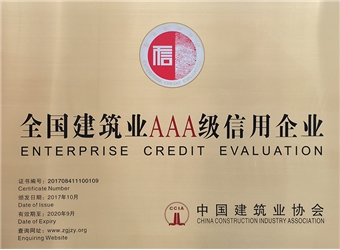 信
全国建筑业AAA级信用企业
ENTERPRISE CREDIT EVALUATION
证书编号：201708411100109
Certificate Number
颁发日期：2017年10月
Date of Issue
有效期至：2020年9月
Date of Expiry
查询网址：www.zgjzy.org
Enquiring Website
CCIA
中国建筑业协会
CHINA CONSTRUCTION INDUSTRY ASSOCIATION